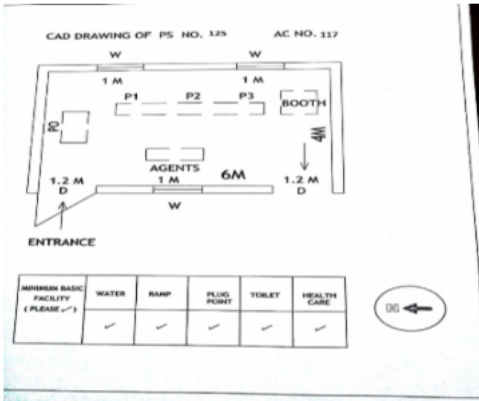 CAD DRAWING OF PS NO. 125 AC NO. 117
W W
1 M 1 M
P1 P2 P3
BOOTH
PO
4M
AGENTS
1.2 M 1 M 6M 1.2 M
D D
W
ENTRANCE
MINIMUM BASIC FACILITY ( PLEASE ✓ ) WATER RAMP PLUG POINT TOILET HEALTH CARE
✓ ✓ ✓ ✓ ✓